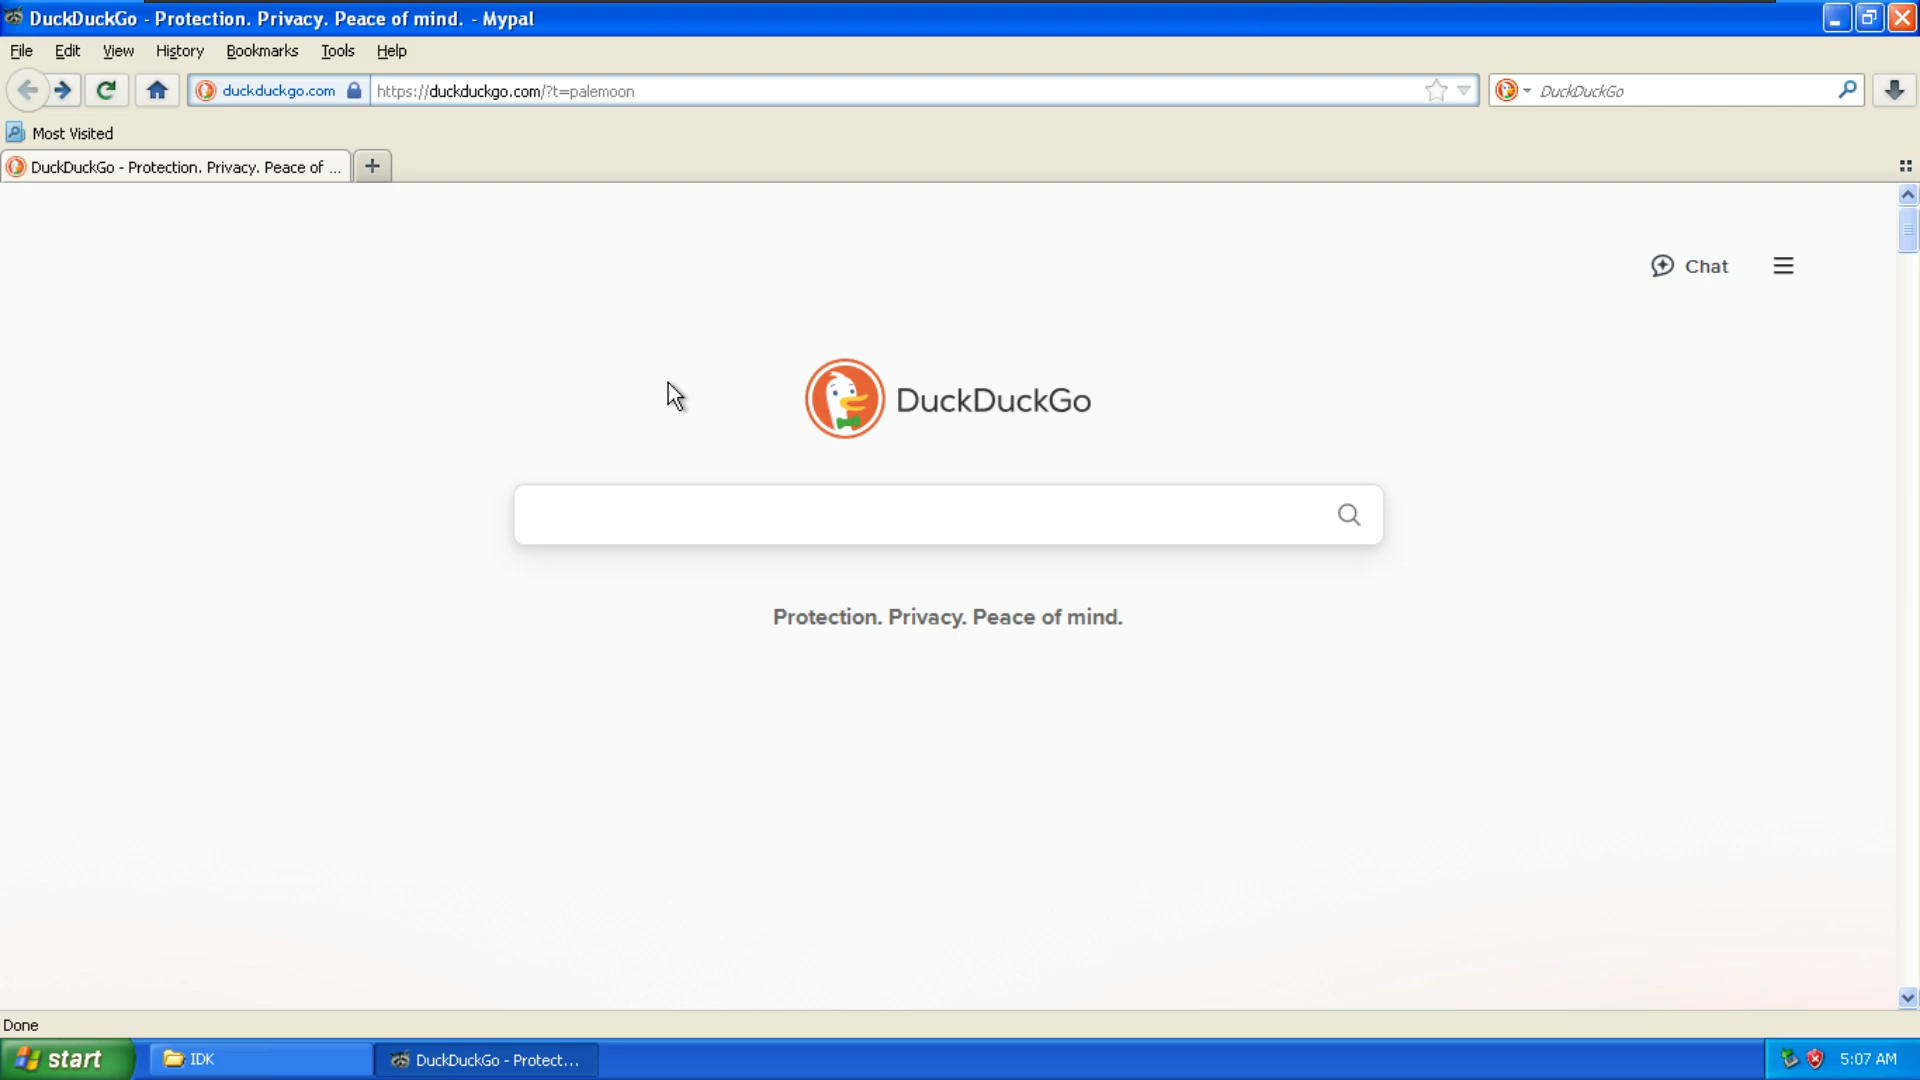 DuckDuckGo - Protection. Privacy. Peace of mind. - Mypal
File Edit View History Bookmarks Tools Help
duckduckgo.com https://duckduckgo.com/?t=palemoon DuckDuckGo
Most Visited
DuckDuckGo - Protection. Privacy. Peace of ...
Chat
DuckDuckGo
Protection. Privacy. Peace of mind.
Done
start IDK DuckDuckGo - Protect... 5:07 AM